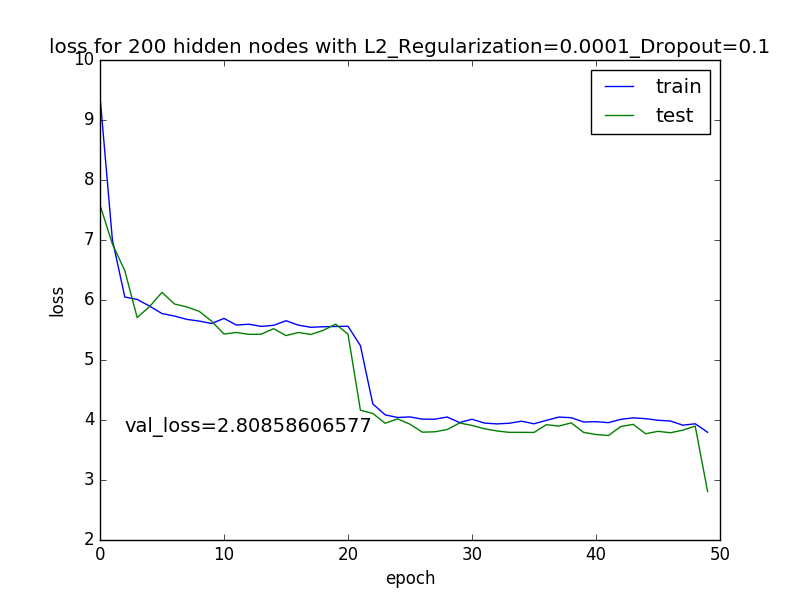 loss for 200 hidden nodes with L2_Regularization=0.0001_Dropout=0.1
10
train
test
9
8
7
6
5
4
3
2
loss
val_loss=2.80858606577
0 10 20 30 40 50
epoch